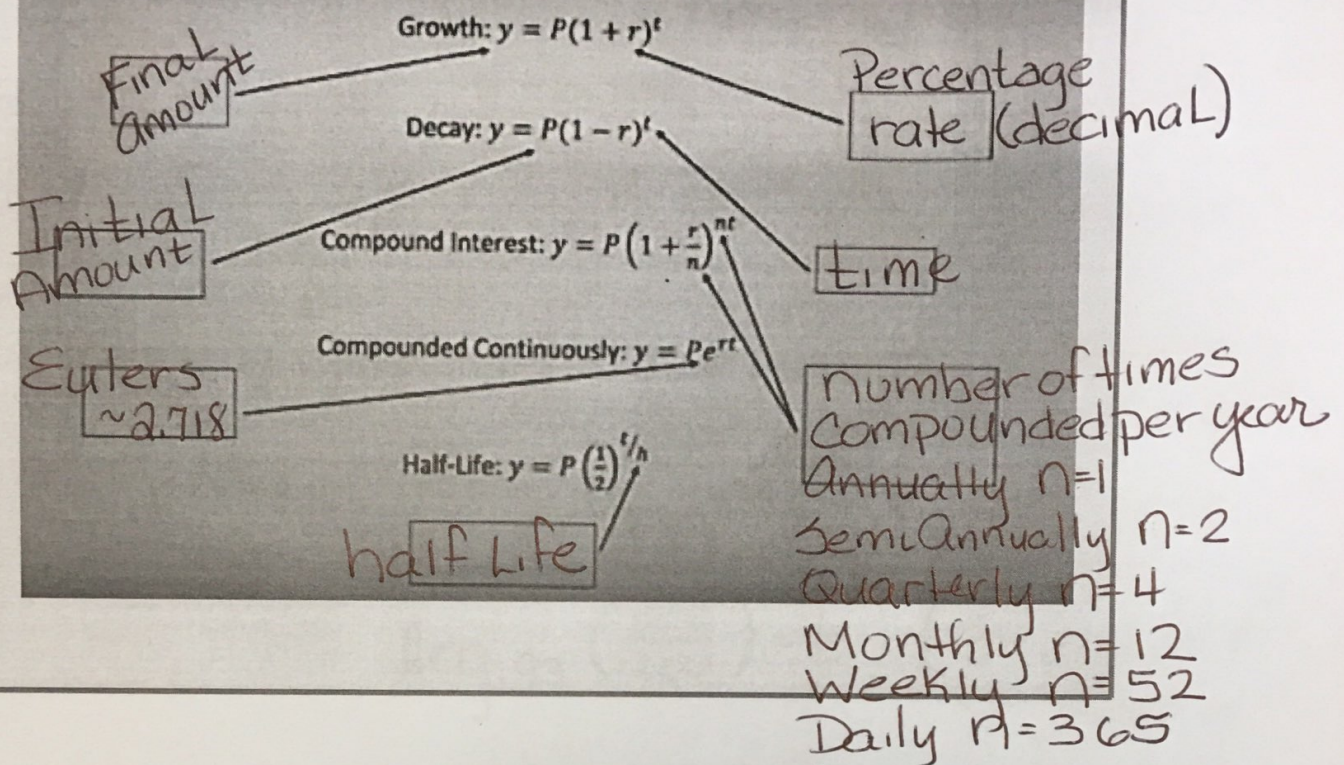 Growth: y = P(1 + r)^t
Final
amount
Percentage
rate (decimal)
Decay: y = P(1 − r)^t
Initial
Amount
Compound Interest: y = P(1 + r/n)^nt
time
Compounded Continuously: y = Pe^rt
Eulers
~2.718
number of times
compounded per year
Annually n=1
Semi Annually n=2
Quarterly n=4
Monthly n=12
Weekly n=52
Daily n=365
Half-Life: y = P(1/2)^t/h
half Life